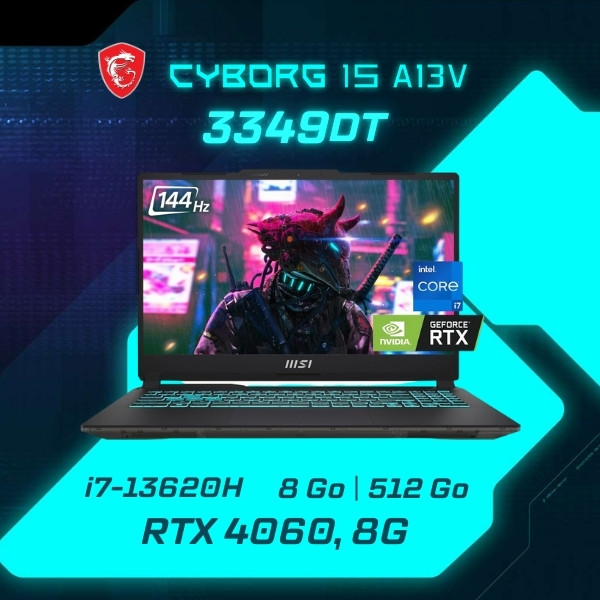 CYBORG 15 A13V
3349DT
144Hz
intel
CORE
i7
NVIDIA
GEFORCE
RTX
msi
i7-13620H 8 Go | 512 Go
RTX 4060, 8G